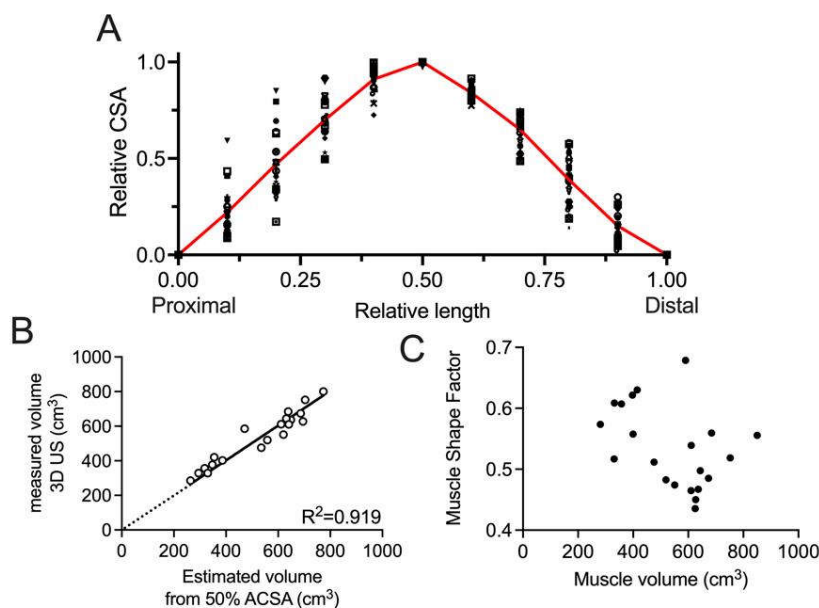 A
Relative CSA
1.0
0.5
0.0
0.00 0.25 0.50 0.75 1.00
Proximal Relative length Distal
B
measured volume
3D US (cm³)
1000
800
600
400
200
0
R²=0.919
0 200 400 600 800 1000
Estimated volume
from 50% ACSA (cm³)
C
Muscle Shape Factor
0.7
0.6
0.5
0.4
0 200 400 600 800 1000
Muscle volume (cm³)